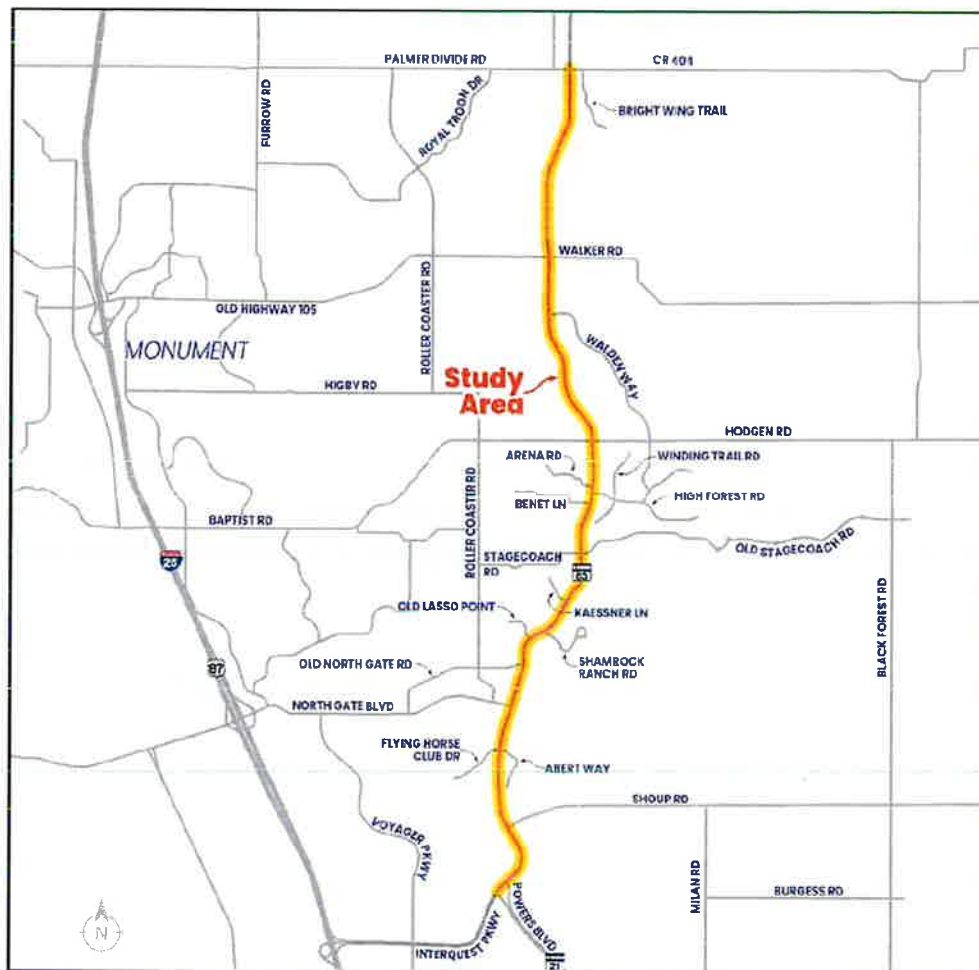 PALMER DIVIDE RD
CR 404
FURROW RD
ROYAL TROON DR
BRIGHT WING TRAIL
WALKER RD
ROLLER COASTER RD
OLD HIGHWAY 105
MONUMENT
WALDEN WAY
Study
Area
HIGBY RD
HODGEN RD
ARENA RD
WINDING TRAIL RD
BENET LN
HIGH FOREST RD
BAPTIST RD
ROLLER COASTER RD
STAGECOACH
RD
OLD STAGECOACH RD
25
83
BLACK FOREST RD
OLD LASSO POINT
KAESSNER LN
OLD NORTH GATE RD
SHAMROCK
RANCH RD
87
NORTH GATE BLVD
FLYING HORSE
CLUB DR
ABERT WAY
SHOUP RD
VOYAGER PKWY
MILAN RD
BURGESS RD
POWERS BLVD
INTERQUEST PKWY
21
N